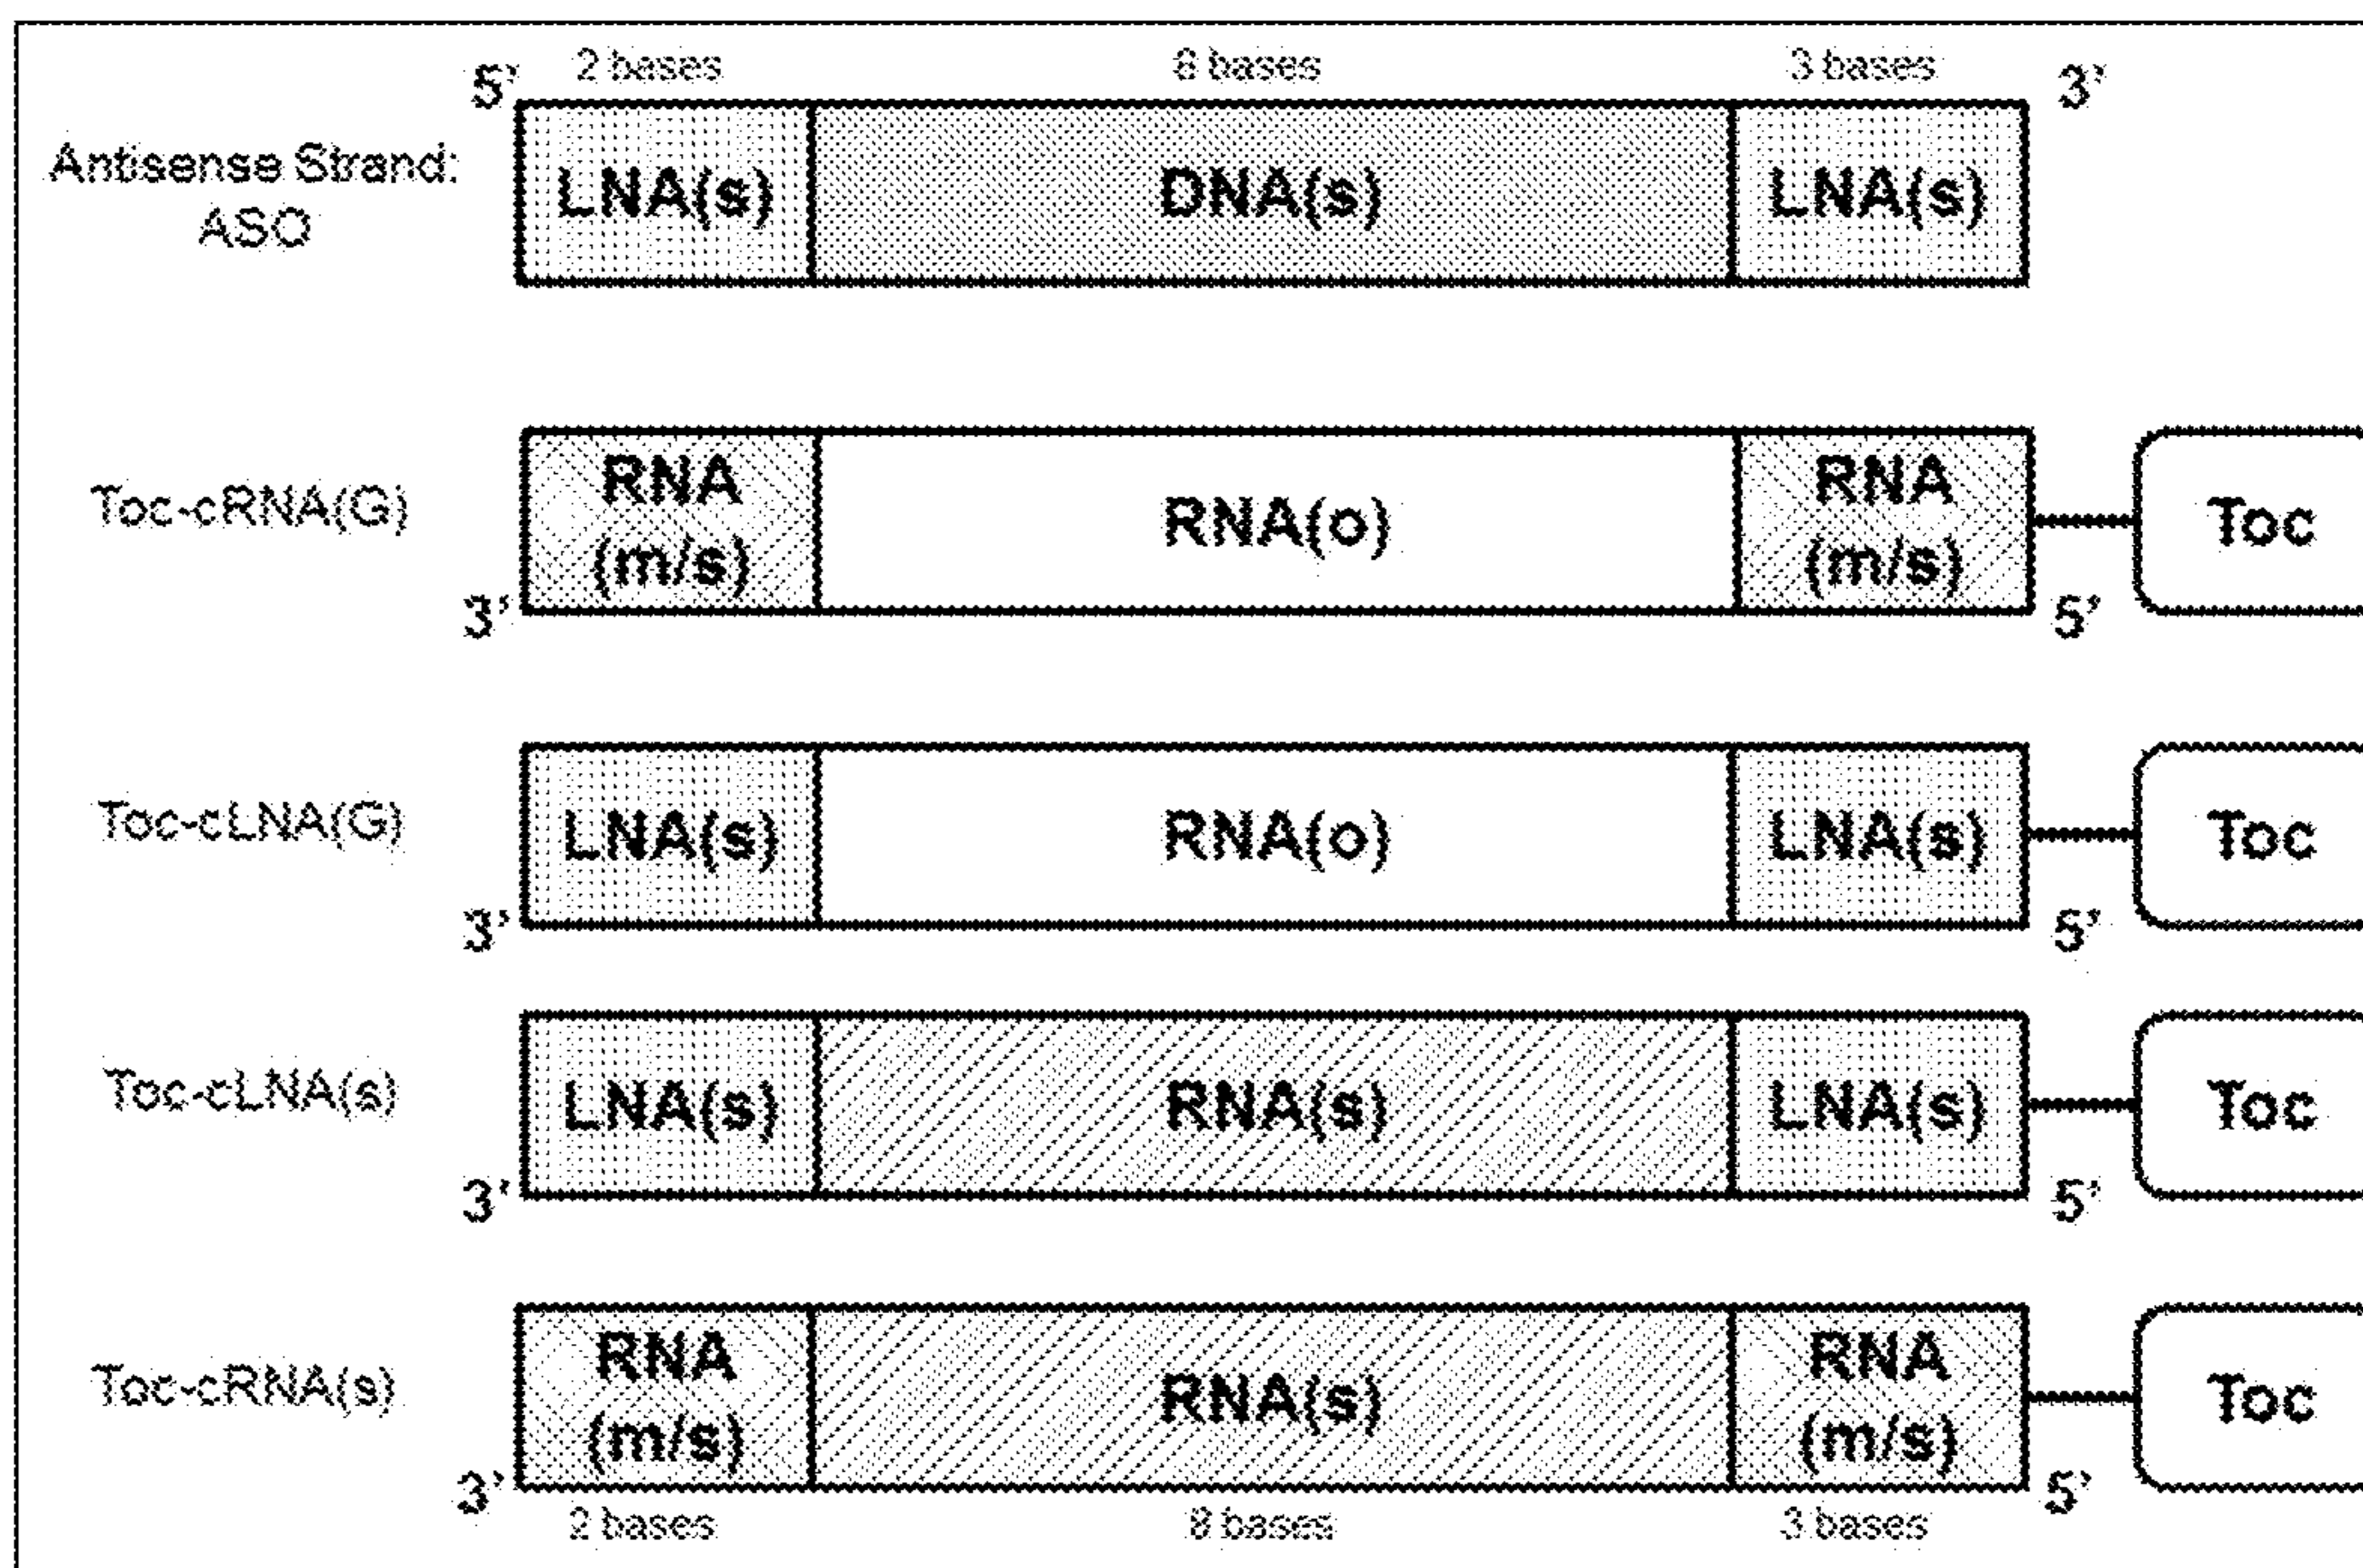 2 bases 8 bases 3 bases
5' 3'
Antisense Strand:
ASO
LNA(s) DNA(s) LNA(s)
Toc-cRNA(G)
RNA
(m/s)
RNA(o)
RNA
(m/s)
Toc
3' 5'
Toc-cLNA(G)
LNA(s) RNA(o) LNA(s) Toc
3' 5'
Toc-cLNA(s)
LNA(s) RNA(s) LNA(s) Toc
3' 5'
Toc-cRNA(s)
RNA
(m/s)
RNA(s)
RNA
(m/s)
Toc
3' 5'
2 bases 8 bases 3 bases